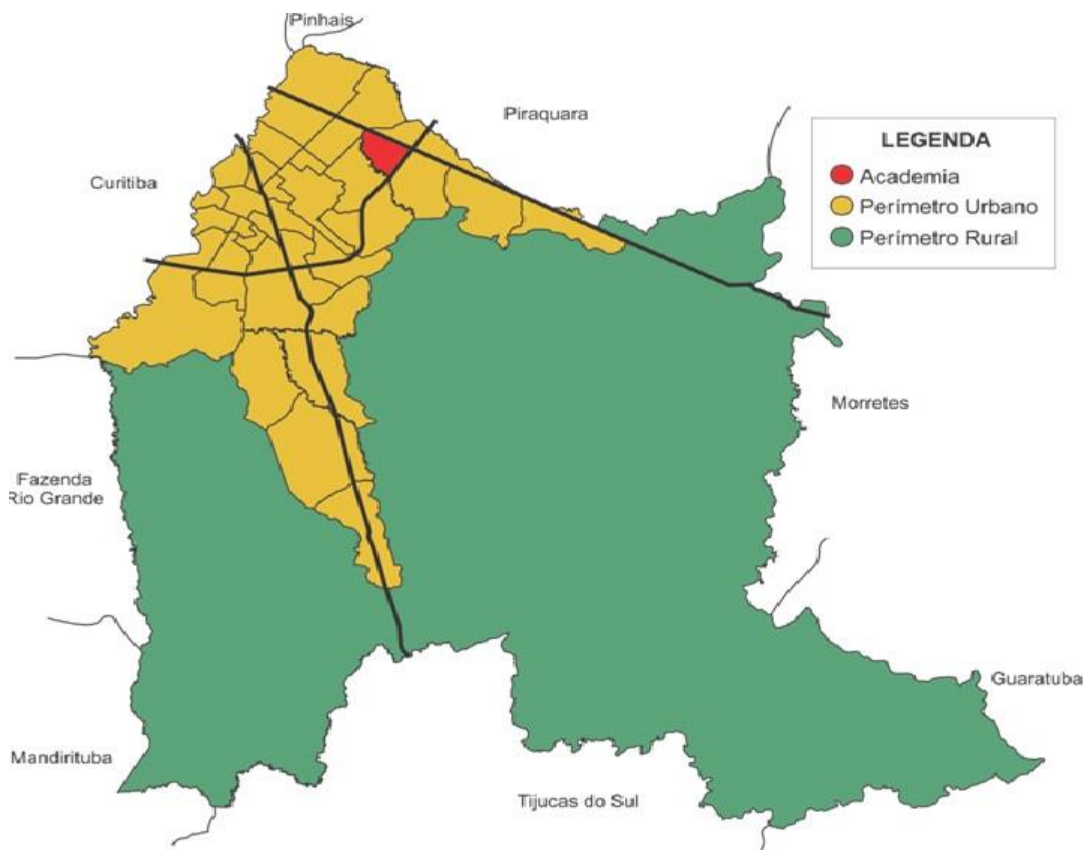 Pinhais
Piraquara
LEGENDA
Academia
Perímetro Urbano
Perímetro Rural
Curitiba
Morretes
Fazenda
Rio Grande
Guaratuba
Mandirituba
Tijucas do Sul